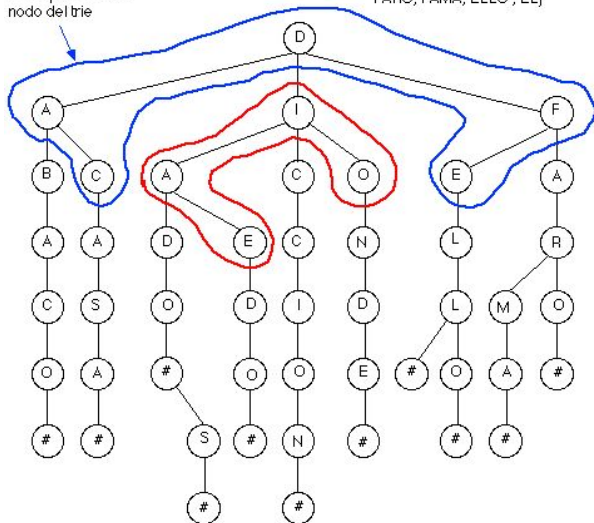 FARO, FAMA, ELLO , EL}
nodo del trie
D
A I F
B C A C O E A
A A D E C N L R
C S O D I D L M O
O A # O O E # O A #
# # S # N # # #
# #